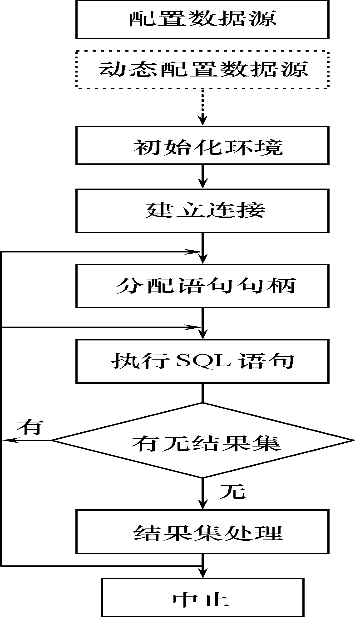 配置数据源
动态配置数据源
初始化环境
建立连接
分配语句句柄
执行SQL语句
有无结果集
有
无
结果集处理
中止